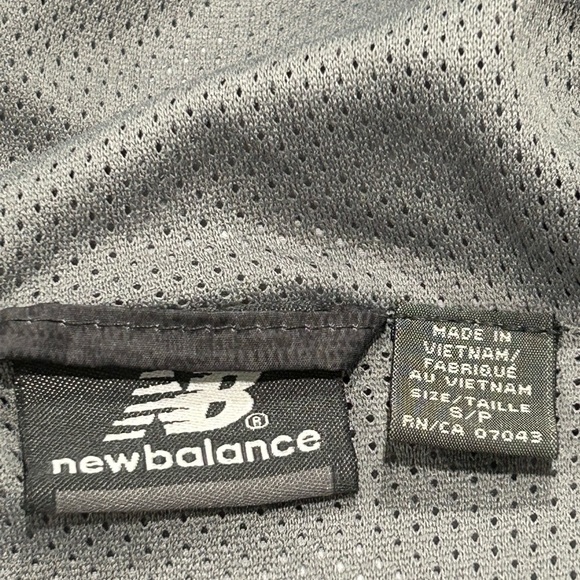 NB®
newbalance
MADE IN
VIETNAM/
FABRIQUÉ
AU VIETNAM
SIZE/TAILLE
S/P
RN/CA 07043